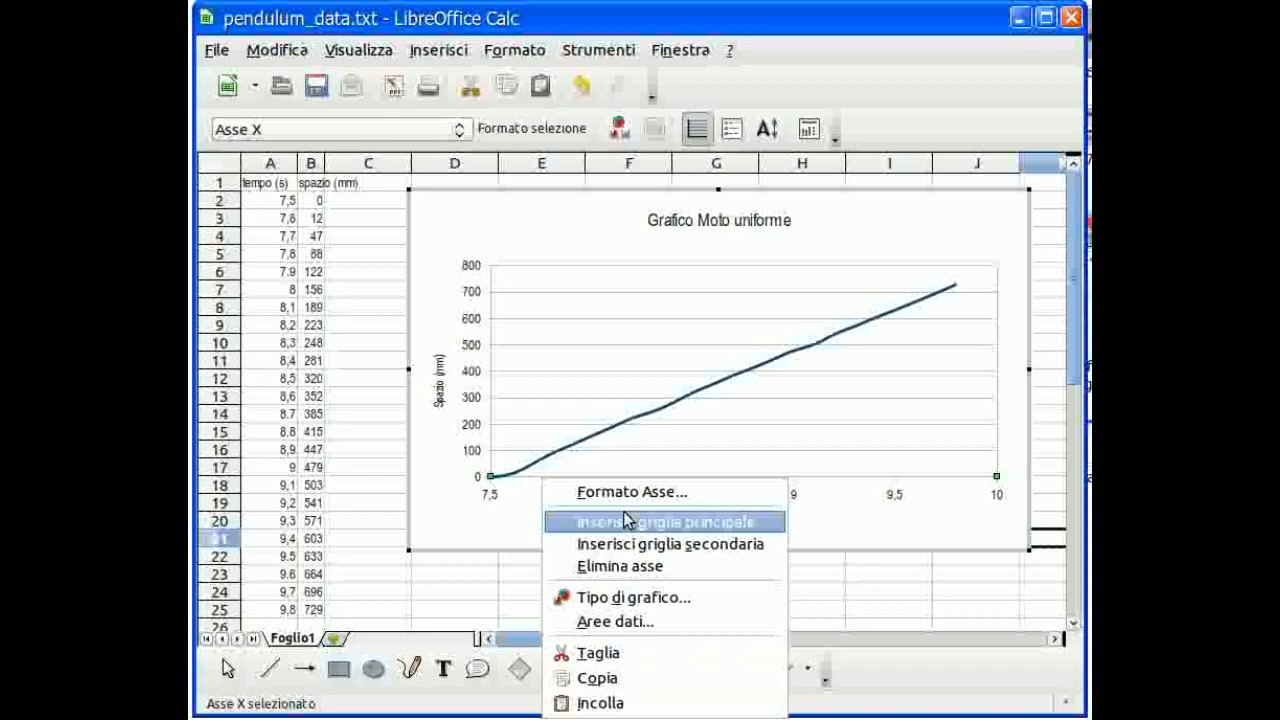 pendulum_data.txt - LibreOffice Calc
File Modifica Visualizza Inserisci Formato Strumenti Finestra ?
Asse X Formato selezione
A B C D E F G H I J
1 tempo (s) spazio (mm)
2 7,5 0
3 7,6 12
4 7,7 47
5 7,8 88
6 7,9 122
7 8 156
8 8,1 189
9 8,2 223
10 8,3 248
11 8,4 281
12 8,5 320
13 8,6 352
14 8,7 385
15 8,8 415
16 8,9 447
17 9 479
18 9,1 503
19 9,2 541
20 9,3 571
21 9,4 603
22 9,5 633
23 9,6 664
24 9,7 696
25 9,8 729
26
Grafico Moto uniforme
800
700
600
500
400
300
200
100
0
Spazio (mm)
7,5 9 9,5 10
Formato Asse...
Inserisci griglia principale
Inserisci griglia secondaria
Elimina asse
Tipo di grafico...
Aree dati...
Taglia
Copia
Incolla
Foglio1
T
Asse X selezionato